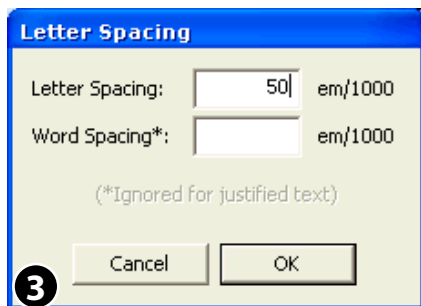 Letter Spacing
Letter Spacing: 50 em/1000
Word Spacing*: em/1000
(*Ignored for justified text)
Cancel OK
3